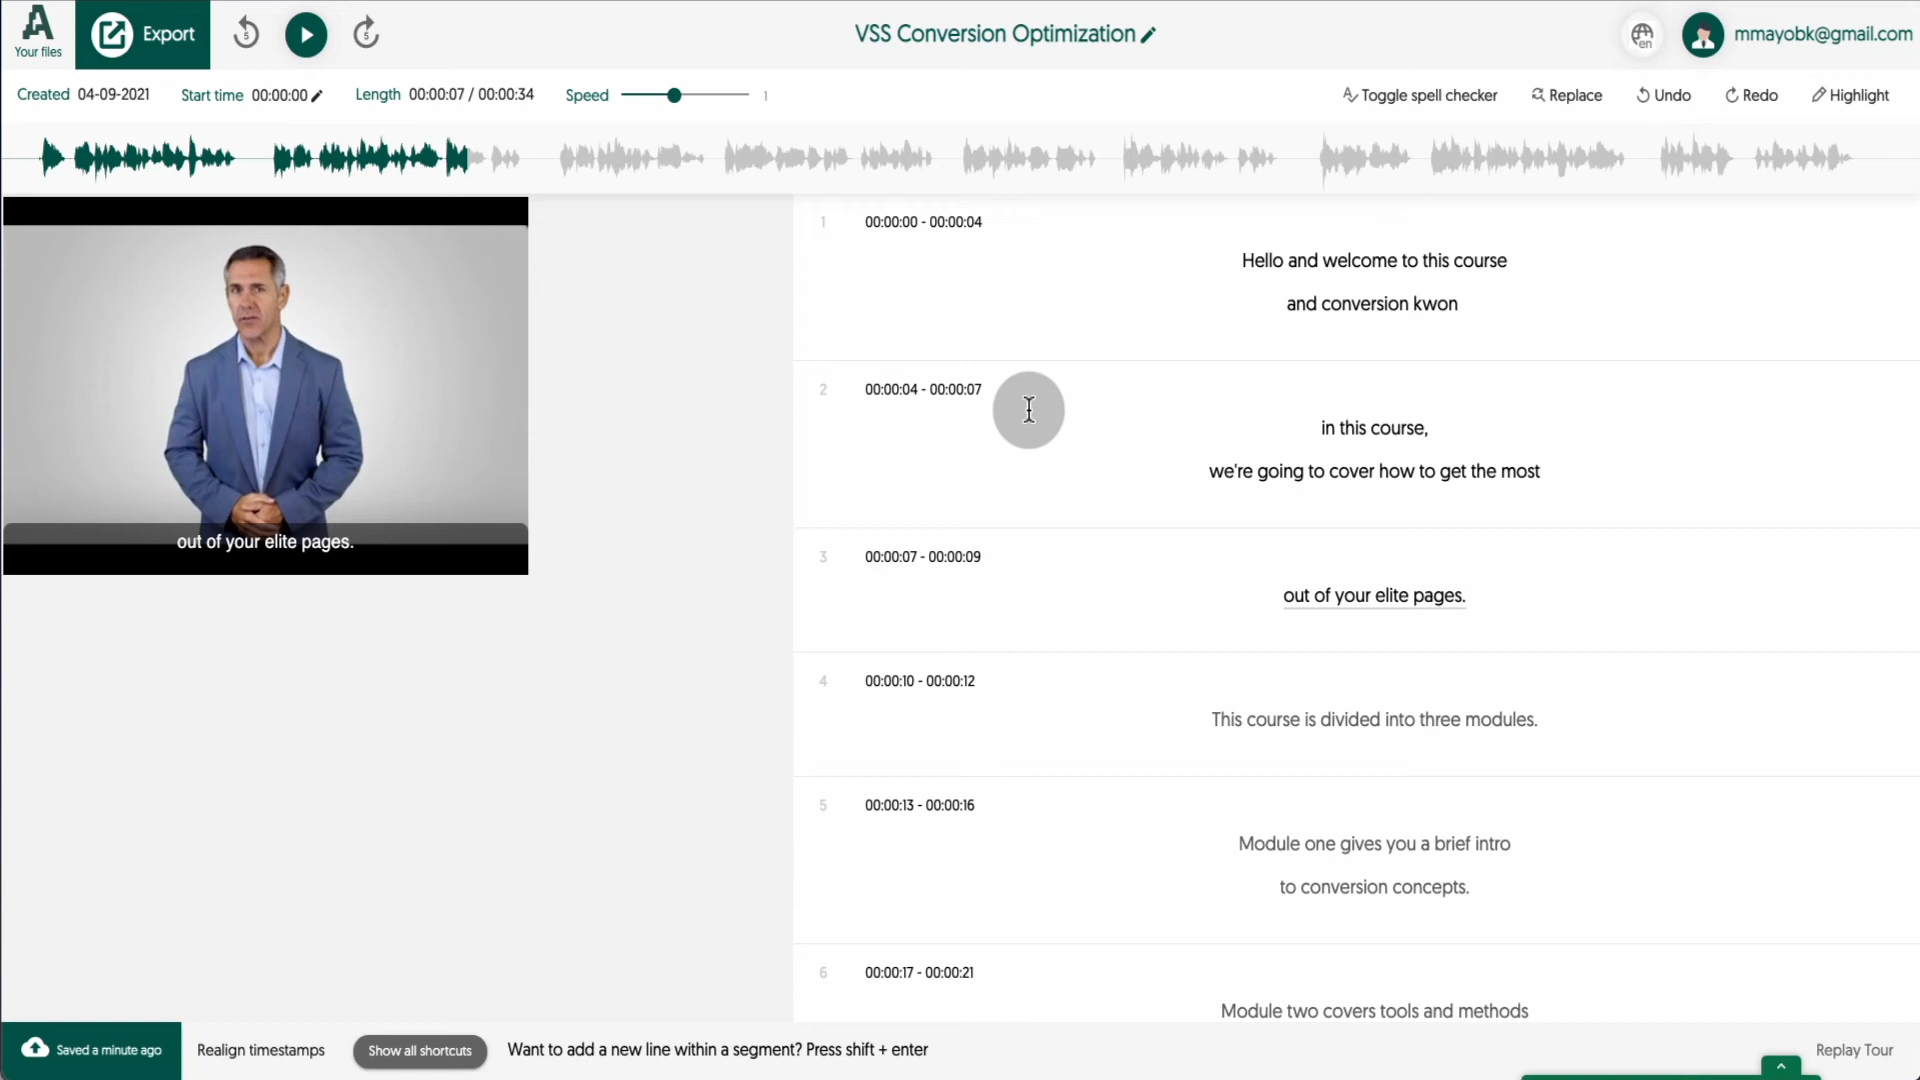 Your files
Export
5
5
VSS Conversion Optimization
en
mmayobk@gmail.com
Created 04-09-2021
Start time 00:00:00
Length 00:00:07 / 00:00:34
Speed
1
Toggle spell checker
Replace
Undo
Redo
Highlight
out of your elite pages.
1
00:00:00 - 00:00:04
Hello and welcome to this course
and conversion kwon
2
00:00:04 - 00:00:07
in this course,
we're going to cover how to get the most
3
00:00:07 - 00:00:09
out of your elite pages.
4
00:00:10 - 00:00:12
This course is divided into three modules.
5
00:00:13 - 00:00:16
Module one gives you a brief intro
to conversion concepts.
6
00:00:17 - 00:00:21
Module two covers tools and methods
Saved a minute ago
Realign timestamps
Show all shortcuts
Want to add a new line within a segment? Press shift + enter
Replay Tour